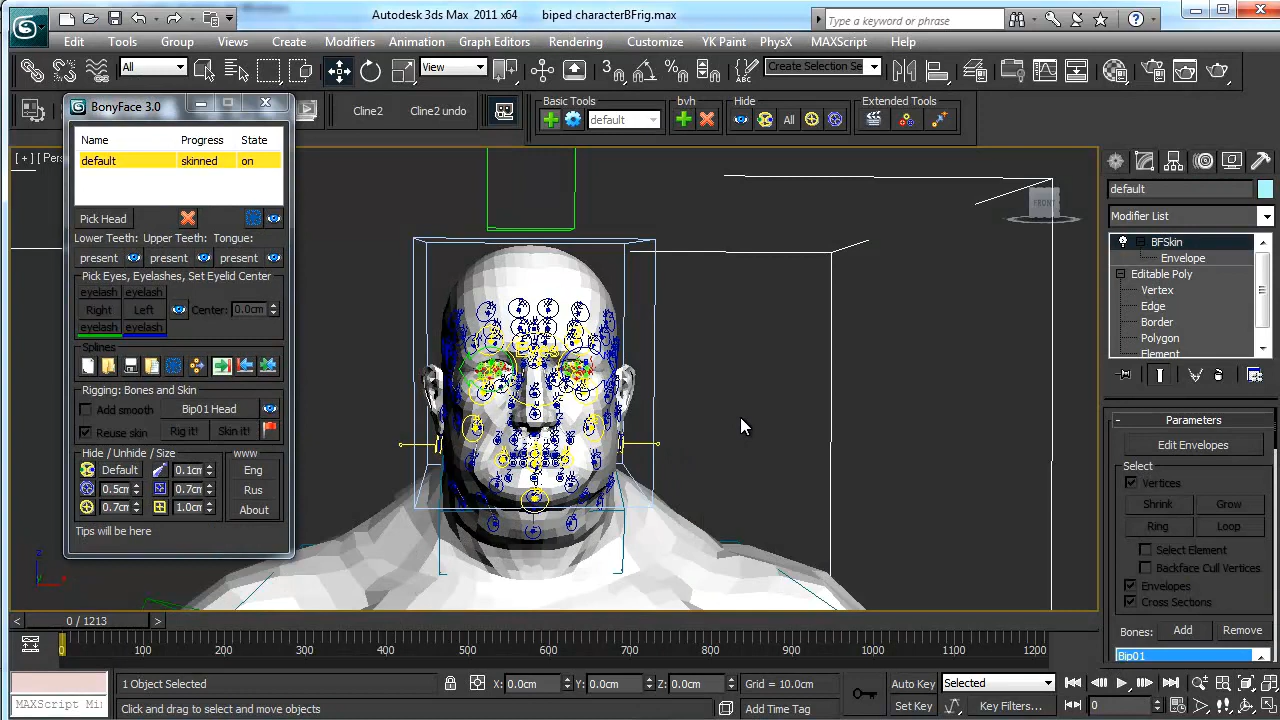 Autodesk 3ds Max 2011 x64 biped characterBFrig.max
Type a keyword or phrase
Edit Tools Group Views Create Modifiers Animation Graph Editors Rendering Customize YK Paint PhysX MAXScript Help
All View Create Selection Se
BonyFace 3.0
Cline2 Cline2 undo
Basic Tools
default
bvh
Hide
All
Extended Tools
Name Progress State
default skinned on
Pick Head
Lower Teeth: Upper Teeth: Tongue:
present present present
Pick Eyes, Eyelashes, Set Eyelid Center
eyelash eyelash
Right Left Center: 0.0cm
eyelash eyelash
Splines
Rigging: Bones and Skin
Add smooth Bip01 Head
Reuse skin Rig it! Skin it!
Hide / Unhide / Size www
Default 0.1cm Eng
0.5cm 0.7cm Rus
0.7cm 1.0cm About
Tips will be here
FRONT
default
Modifier List
BFSkin
Envelope
Editable Poly
Vertex
Edge
Border
Polygon
Element
Parameters
Edit Envelopes
Select
Vertices
Shrink Grow
Ring Loop
Select Element
Backface Cull Vertices
Envelopes
Cross Sections
Bones: Add Remove
Bip01
0 / 1213
0 100 200 300 400 500 600 700 800 900 1000 1100 1200
1 Object Selected X: 0.0cm Y: 0.0cm Z: 0.0cm Grid = 10.0cm Auto Key Selected
MAXScript Mi Click and drag to select and move objects Add Time Tag Set Key Key Filters... 0